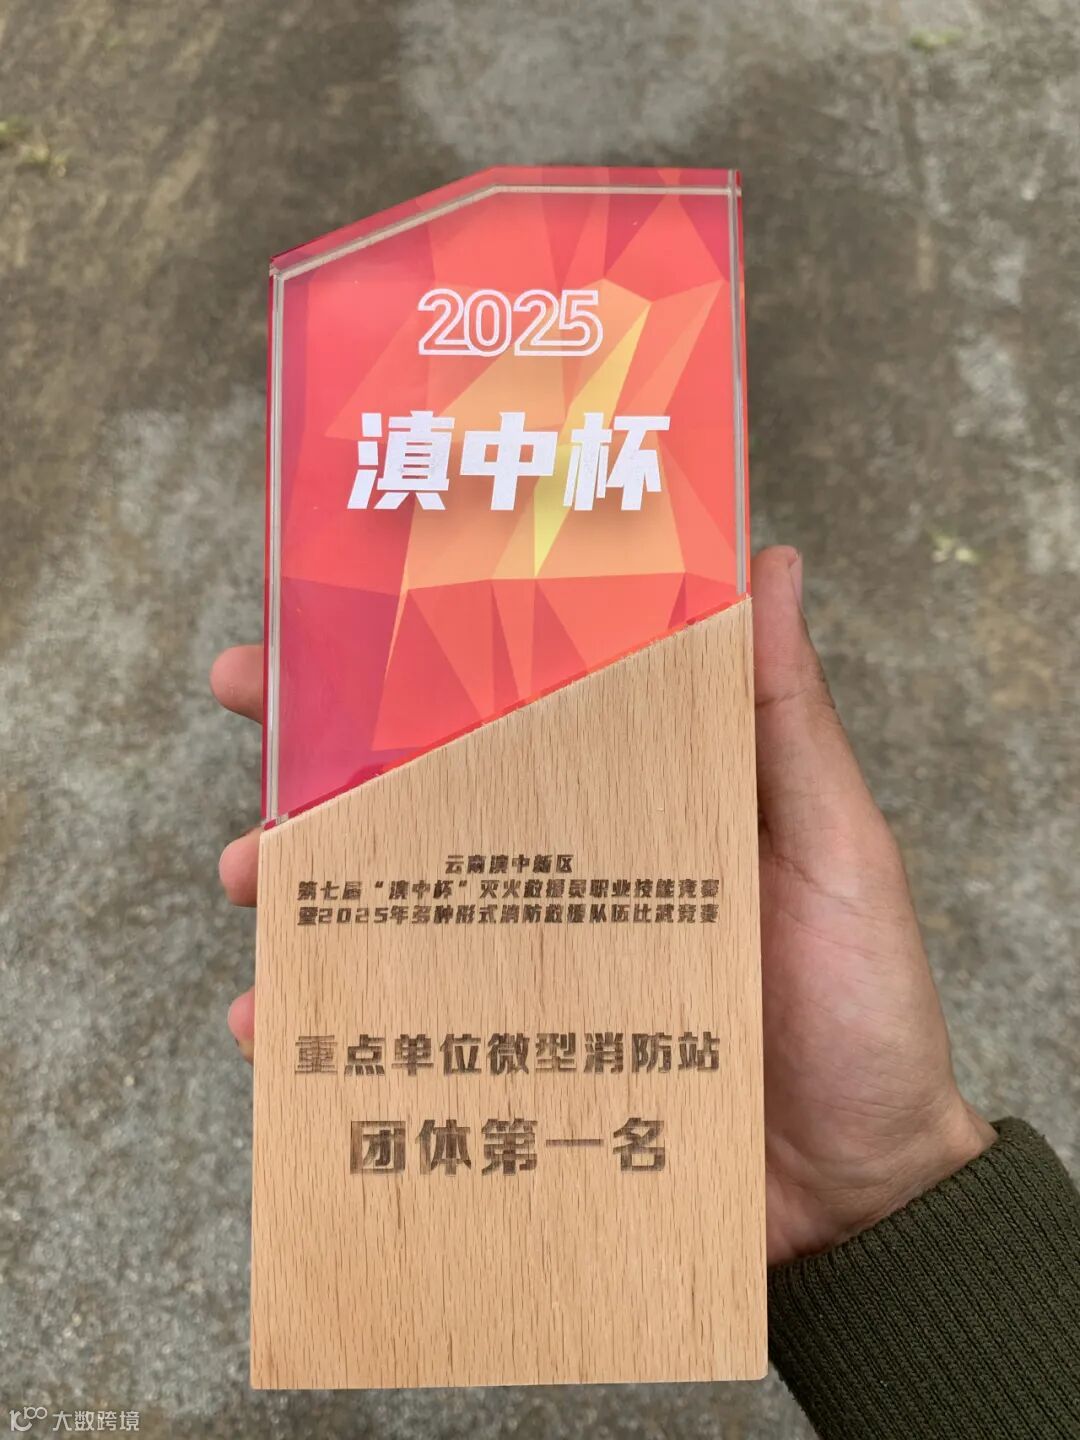 2025
滇中杯
云南滇中新区
第七届“滇中杯”灭火救援员职业技能竞赛
暨2025年多种形式消防救援队伍比武竞赛
重点单位微型消防站
团体第一名
大数跨境